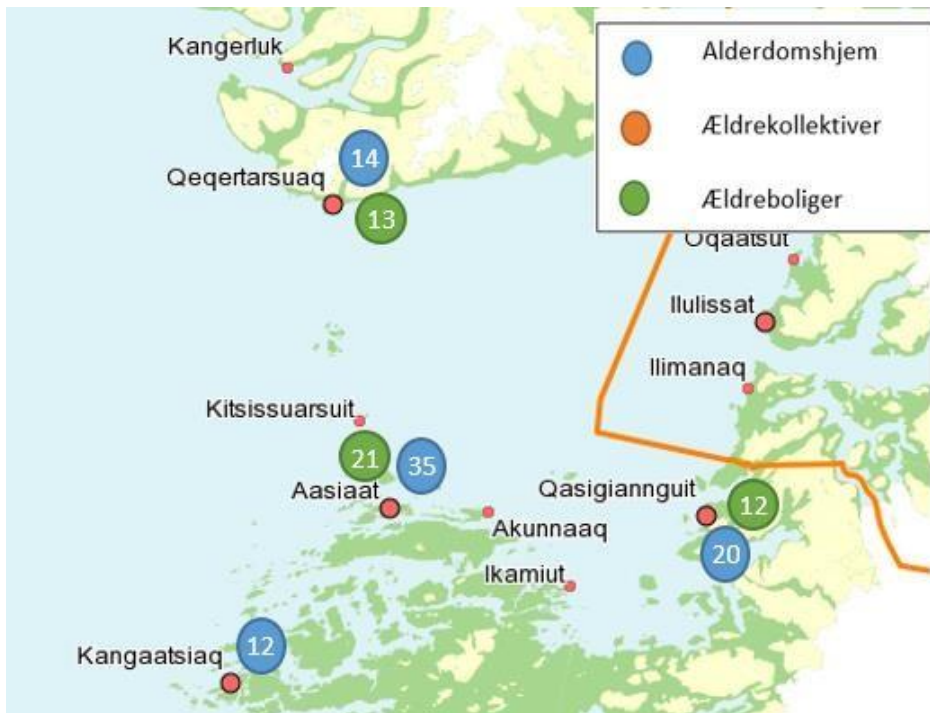 Kangerluk
Alderdomshjem
Ældrekollektiver
Ældreboliger
14
Qeqertarsuaq
13
Oqaatsut
Ilulissat
Ilimanaq
Kitsissuarsuit
21
35
Aasiaat
Qasigiannguit
12
Akunnaaq
20
Ikamiut
12
Kangaatsiaq